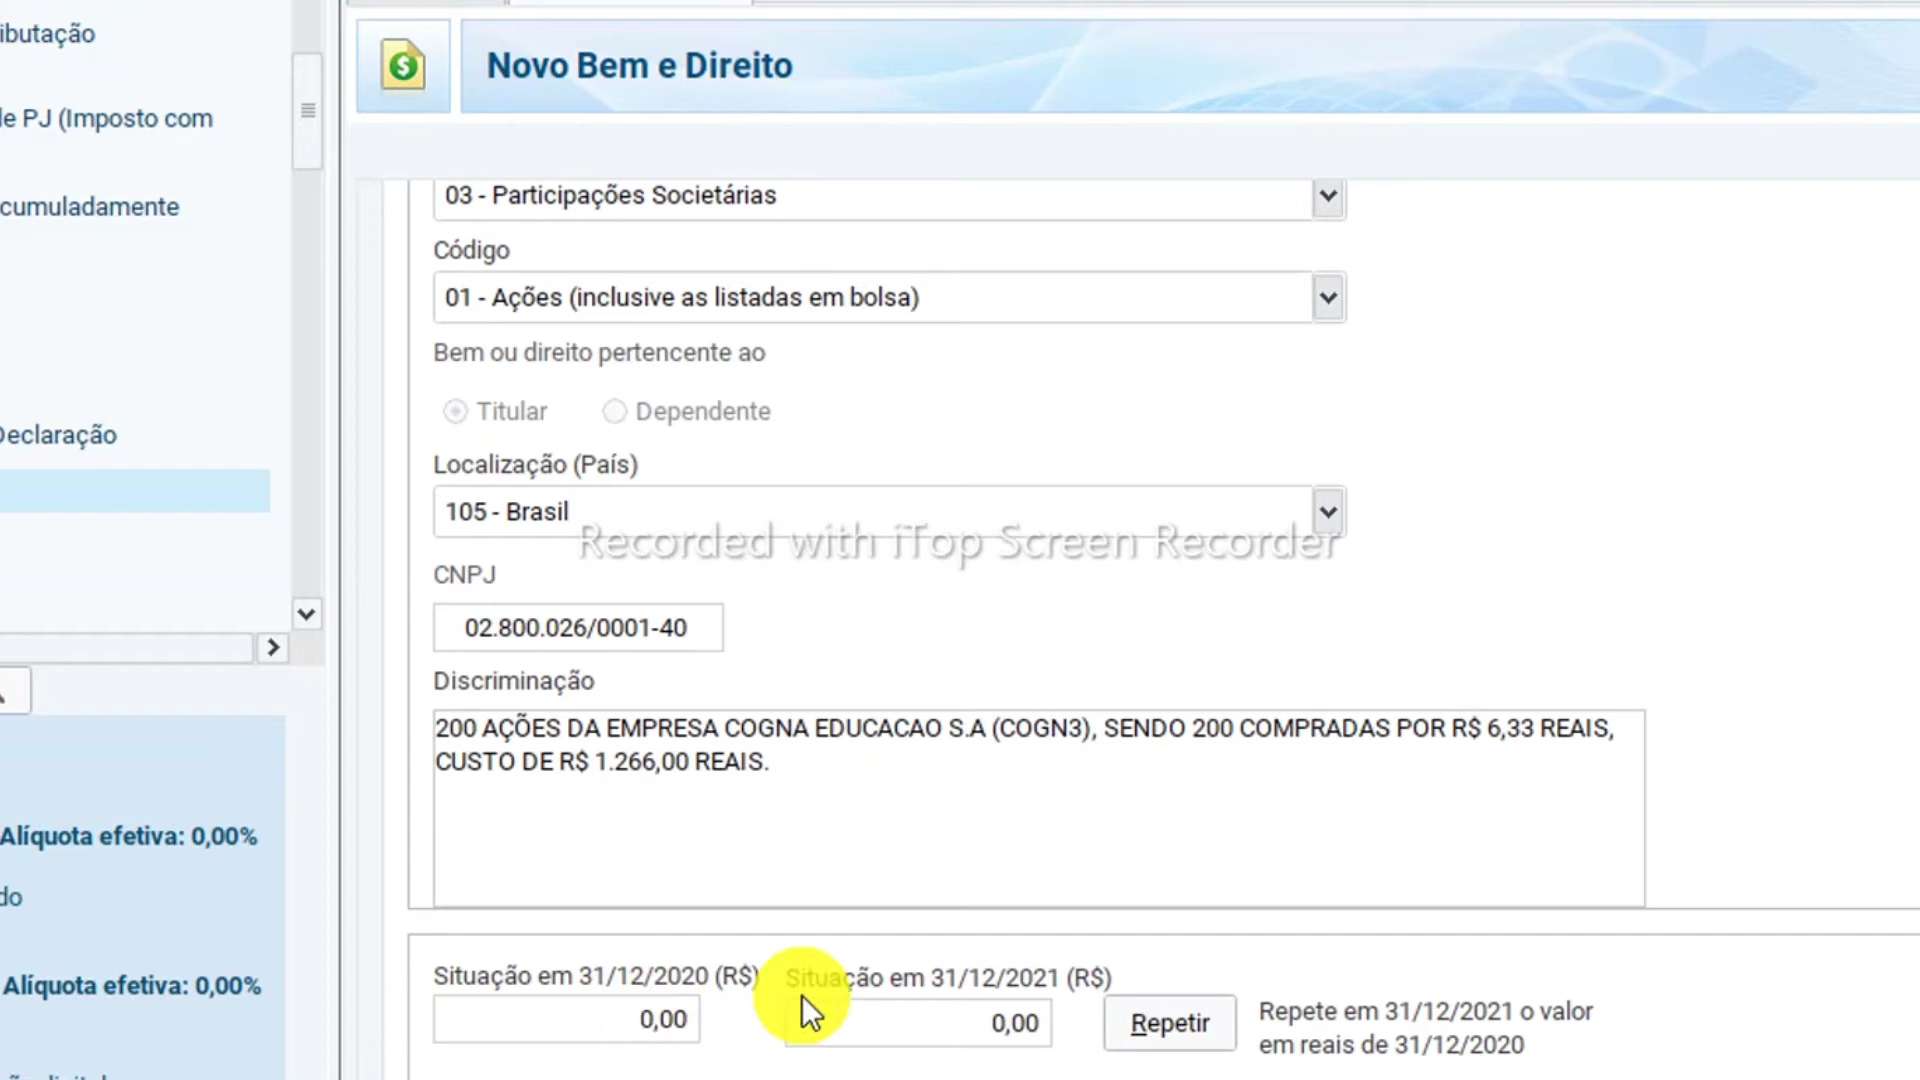 ibutação
Novo Bem e Direito
de PJ (Imposto com
cumuladamente
03 - Participações Societárias
Código
01 - Ações (inclusive as listadas em bolsa)
Bem ou direito pertencente ao
Titular Dependente
Declaração
Localização (País)
105 - Brasil
Recorded with iTop Screen Recorder
CNPJ
02.800.026/0001-40
Discriminação
200 AÇÕES DA EMPRESA COGNA EDUCACAO S.A (COGN3), SENDO 200 COMPRADAS POR R$ 6,33 REAIS,
CUSTO DE R$ 1.266,00 REAIS.
Alíquota efetiva: 0,00%
do
Alíquota efetiva: 0,00%
Situação em 31/12/2020 (R$) Situação em 31/12/2021 (R$)
0,00 0,00 Repetir
Repete em 31/12/2021 o valor
em reais de 31/12/2020